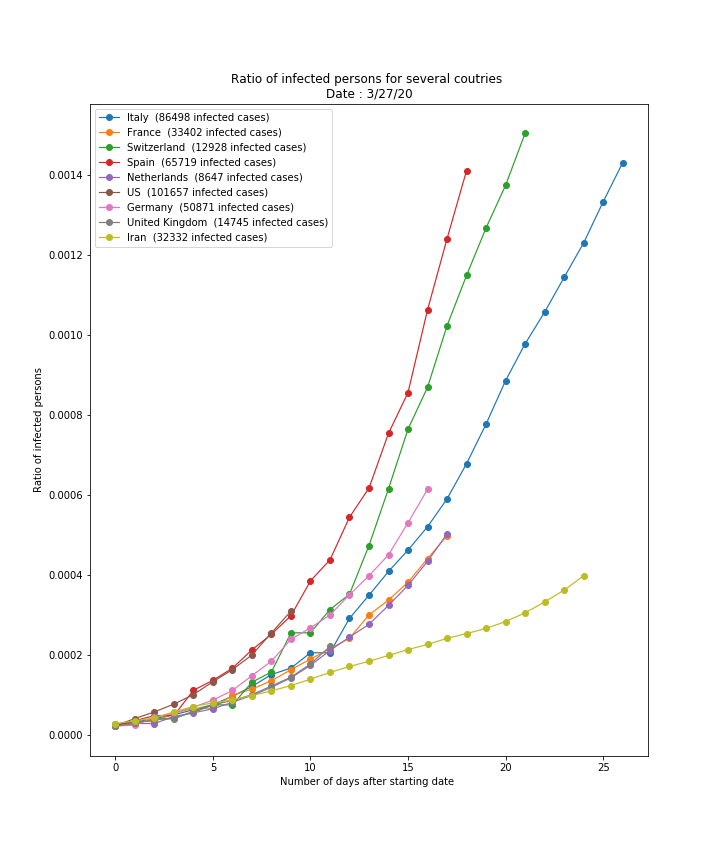 Ratio of infected persons for several coutries
Date : 3/27/20
Italy  (86498 infected cases)
France  (33402 infected cases)
Switzerland  (12928 infected cases)
Spain  (65719 infected cases)
Netherlands  (8647 infected cases)
US  (101657 infected cases)
Germany  (50871 infected cases)
United Kingdom  (14745 infected cases)
Iran  (32332 infected cases)
Ratio of infected persons
0.0014
0.0012
0.0010
0.0008
0.0006
0.0004
0.0002
0.0000
0 5 10 15 20 25
Number of days after starting date